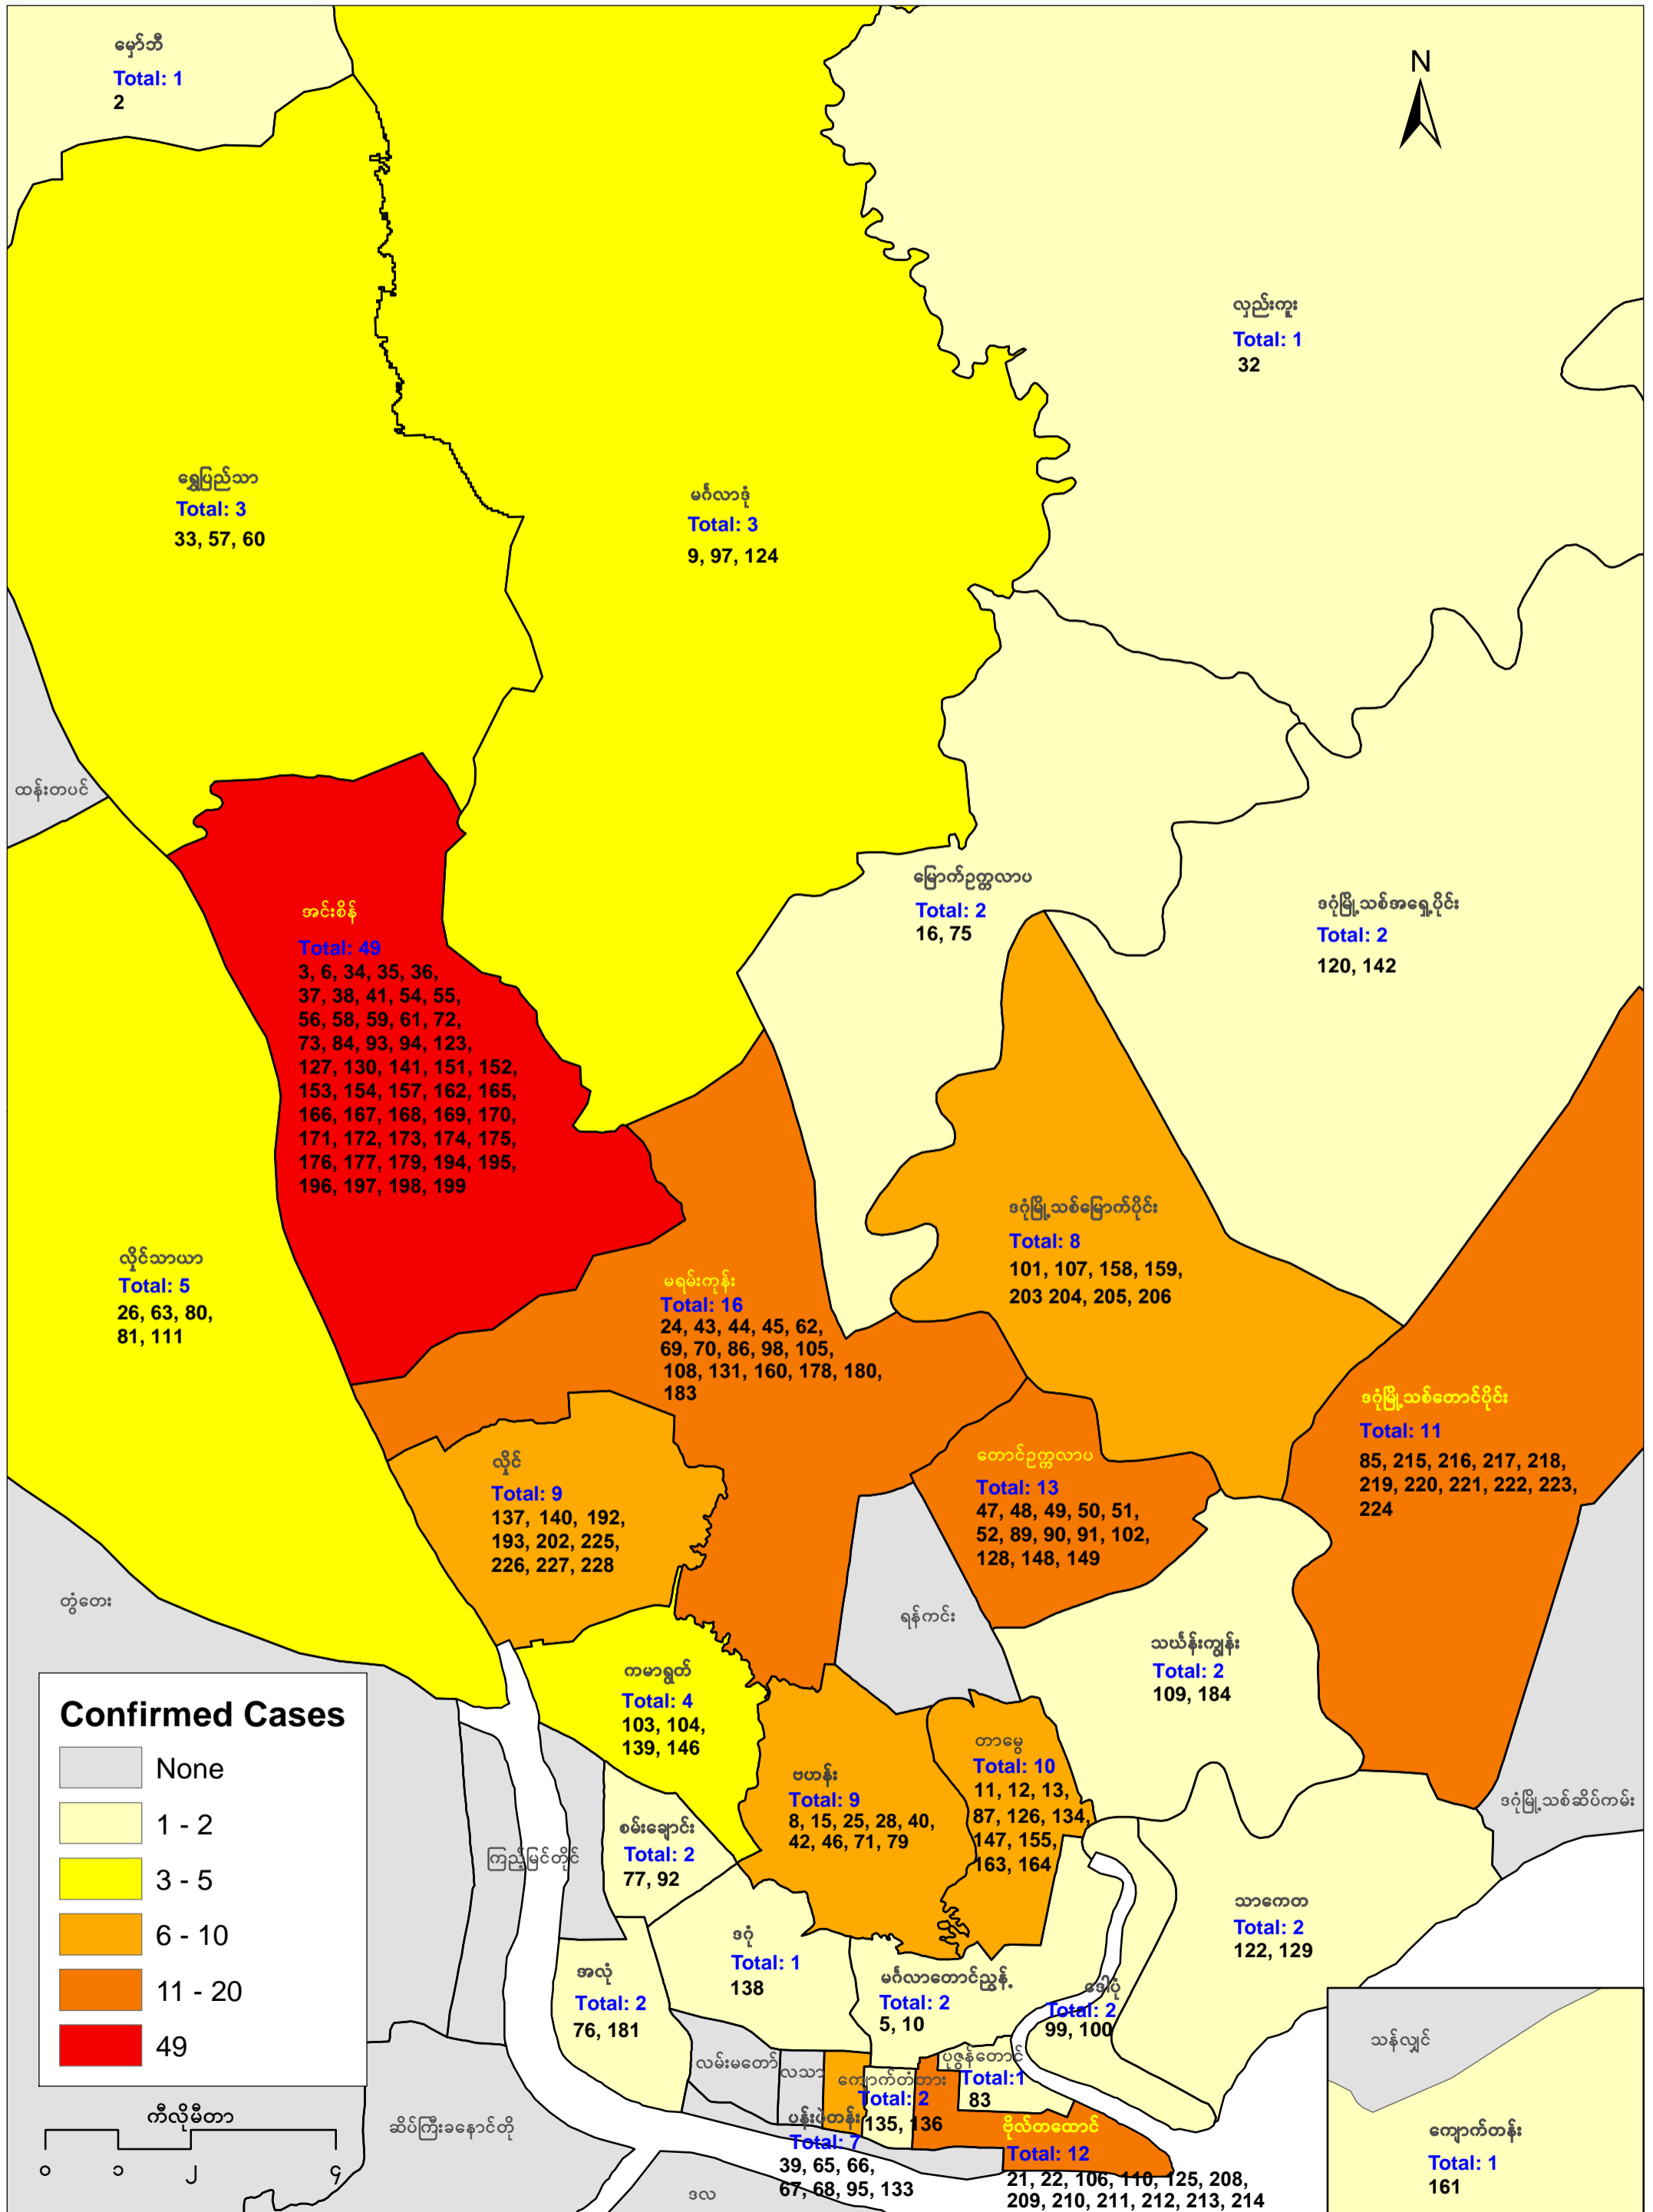 မှော်ဘီ
Total: 1
2
N
လှည်းကူး
Total: 1
32
ရွှေပြည်သာ
Total: 3
33, 57, 60
မင်္ဂလာဒုံ
Total: 3
9, 97, 124
ထန်းတပင်
အင်းစိန်
Total: 49
3, 6, 34, 35, 36,
37, 38, 41, 54, 55,
56, 58, 59, 61, 72,
73, 84, 93, 94, 123,
127, 130, 141, 151, 152,
153, 154, 157, 162, 165,
166, 167, 168, 169, 170,
171, 172, 173, 174, 175,
176, 177, 179, 194, 195,
196, 197, 198, 199
မြောက်ဥက္ကလာပ
Total: 2
16, 75
ဒဂုံမြို့သစ်အရှေ့ပိုင်း
Total: 2
120, 142
လှိုင်သာယာ
Total: 5
26, 63, 80,
81, 111
မရမ်းကုန်း
Total: 16
24, 43, 44, 45, 62,
69, 70, 86, 98, 105,
108, 131, 160, 178, 180,
183
ဒဂုံမြို့သစ်မြောက်ပိုင်း
Total: 8
101, 107, 158, 159,
203 204, 205, 206
ဒဂုံမြို့သစ်တောင်ပိုင်း
Total: 11
85, 215, 216, 217, 218,
219, 220, 221, 222, 223,
224
လှိုင်
Total: 9
137, 140, 192,
193, 202, 225,
226, 227, 228
တောင်ဥက္ကလာပ
Total: 13
47, 48, 49, 50, 51,
52, 89, 90, 91, 102,
128, 148, 149
တွံတေး
ရန်ကင်း
သင်္ဃန်းကျွန်း
Total: 2
109, 184
ကမာရွတ်
Total: 4
103, 104,
139, 146
ဗဟန်း
Total: 9
8, 15, 25, 28, 40,
42, 46, 71, 79
တာမွေ
Total: 10
11, 12, 13,
87, 126, 134,
147, 155,
163, 164
ဒဂုံမြို့သစ်ဆိပ်ကမ်း
စမ်းချောင်း
Total: 2
77, 92
ကြည့်မြင်တိုင်
သာကေတ
Total: 2
122, 129
ဒဂုံ
Total: 1
138
အလုံ
Total: 2
76, 181
မင်္ဂလာတောင်ညွန့်
Total: 2
5, 10
ဒေါပုံ
Total: 2
99, 100
လမ်းမတော်
လသာ
ကျောက်တံတား
Total: 2
135, 136
ပုဇွန်တောင်
Total:1
83
ပန်းပဲတန်း
Total: 7
39, 65, 66,
67, 68, 95, 133
ဗိုလ်တထောင်
Total: 12
21, 22, 106, 110, 125, 208,
209, 210, 211, 212, 213, 214
ဆိပ်ကြီးခနောင်တို
ဒလ
သန်လျှင်
ကျောက်တန်း
Total: 1
161
Confirmed Cases
None
1 - 2
3 - 5
6 - 10
11 - 20
49
ကီလိုမီတာ
၀ ၁ ၂ ၄